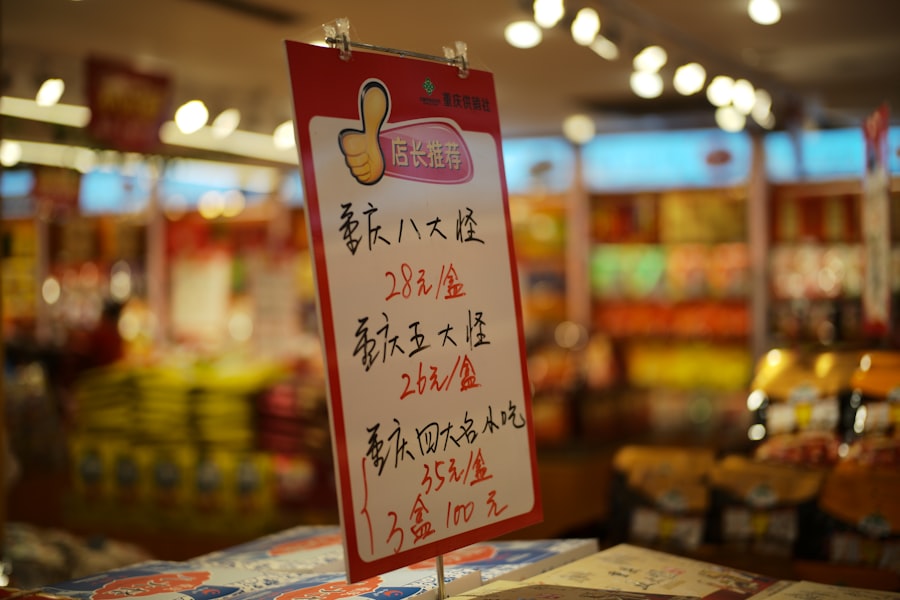 重庆供销社
店长推荐
重庆八大怪
28元/盒
重庆五大怪
26元/盒
重庆四大名小吃
35元/盒
3盒100元